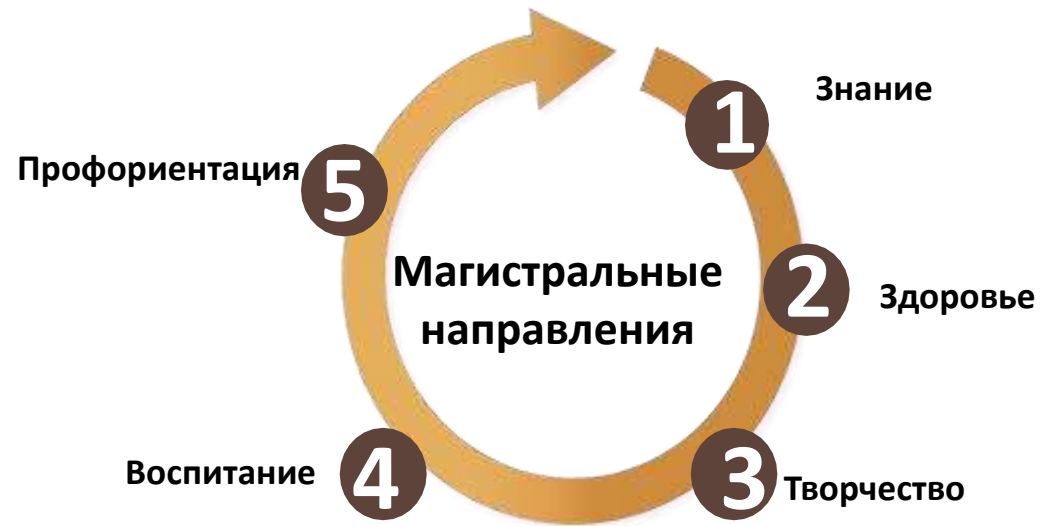 Магистральные
направления
1
Знание
2
Здоровье
3
Творчество
4
Воспитание
5
Профориентация